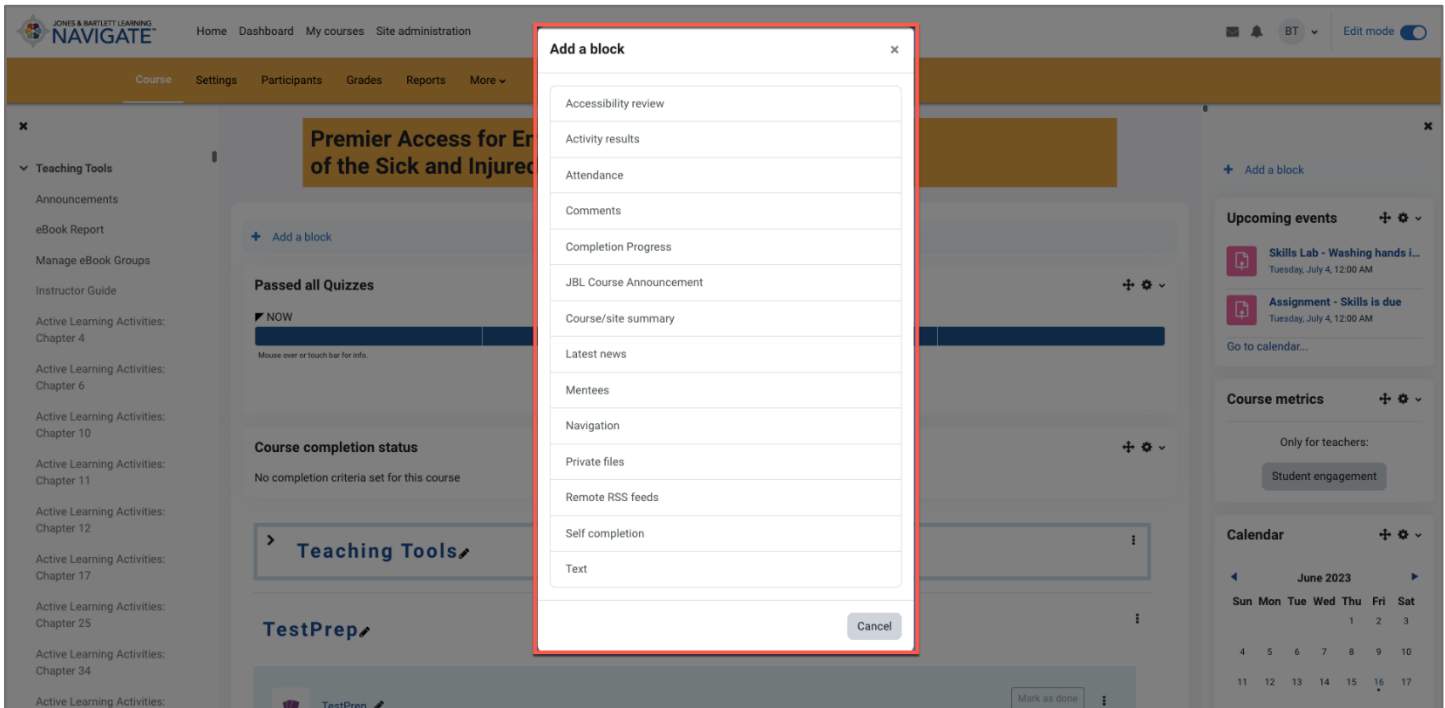 JONES & BARTLETT LEARNING
NAVIGATE
Home Dashboard My courses Site administration
BT
Edit mode
Course Settings Participants Grades Reports More
Teaching Tools
Announcements
eBook Report
Manage eBook Groups
Instructor Guide
Active Learning Activities:
Chapter 4
Active Learning Activities:
Chapter 6
Active Learning Activities:
Chapter 10
Active Learning Activities:
Chapter 11
Active Learning Activities:
Chapter 12
Active Learning Activities:
Chapter 17
Active Learning Activities:
Chapter 25
Active Learning Activities:
Chapter 34
Active Learning Activities:
Premier Access for
of the Sick and Injured
+ Add a block
Passed all Quizzes
NOW
Mouse over or touch bar for info.
Course completion status
No completion criteria set for this course
Teaching Tools
TestPrep
TestPrep
Mark as done
Add a block
×
Accessibility review
Activity results
Attendance
Comments
Completion Progress
JBL Course Announcement
Course/site summary
Latest news
Mentees
Navigation
Private files
Remote RSS feeds
Self completion
Text
Cancel
+ Add a block
Upcoming events
Skills Lab - Washing hands i...
Tuesday, July 4, 12:00 AM
Assignment - Skills is due
Tuesday, July 4, 12:00 AM
Go to calendar...
Course metrics
Only for teachers:
Student engagement
Calendar
June 2023
Sun Mon Tue Wed Thu Fri Sat
1 2 3
4 5 6 7 8 9 10
11 12 13 14 15 16 17